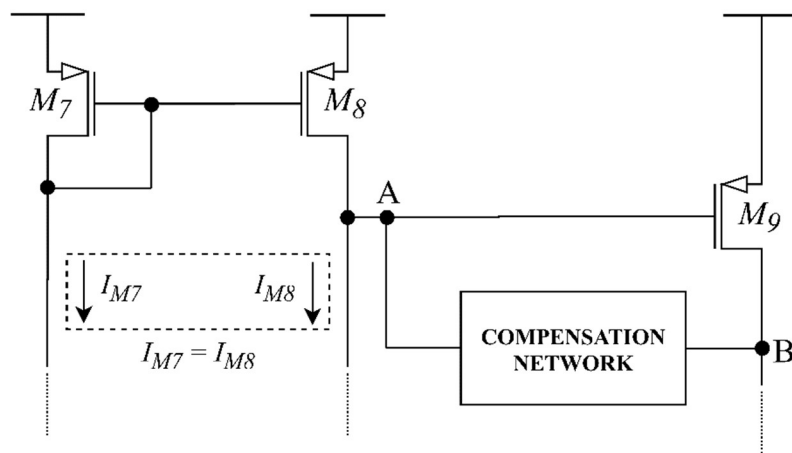 M7
M8
A
M9
IM7
IM8
COMPENSATION
NETWORK
B
IM7 = IM8